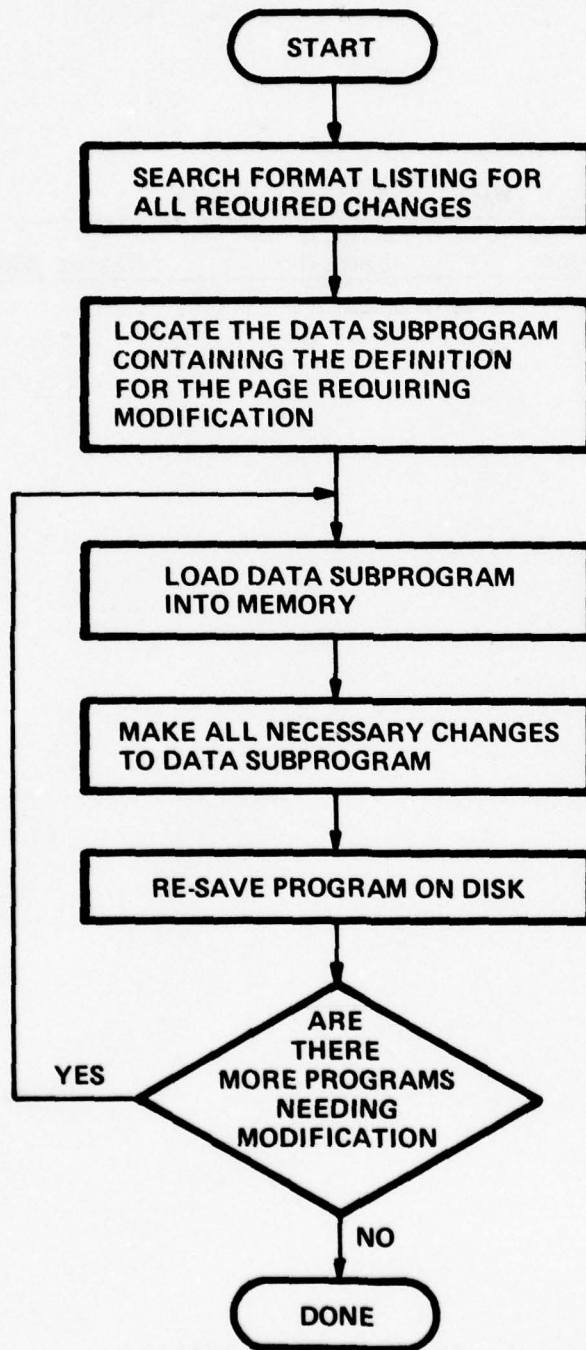 START
SEARCH FORMAT LISTING FOR
ALL REQUIRED CHANGES
LOCATE THE DATA SUBPROGRAM
CONTAINING THE DEFINITION
FOR THE PAGE REQUIRING
MODIFICATION
LOAD DATA SUBPROGRAM
INTO MEMORY
MAKE ALL NECESSARY CHANGES
TO DATA SUBPROGRAM
RE-SAVE PROGRAM ON DISK
ARE
THERE
MORE PROGRAMS
NEEDING
MODIFICATION
YES
NO
DONE